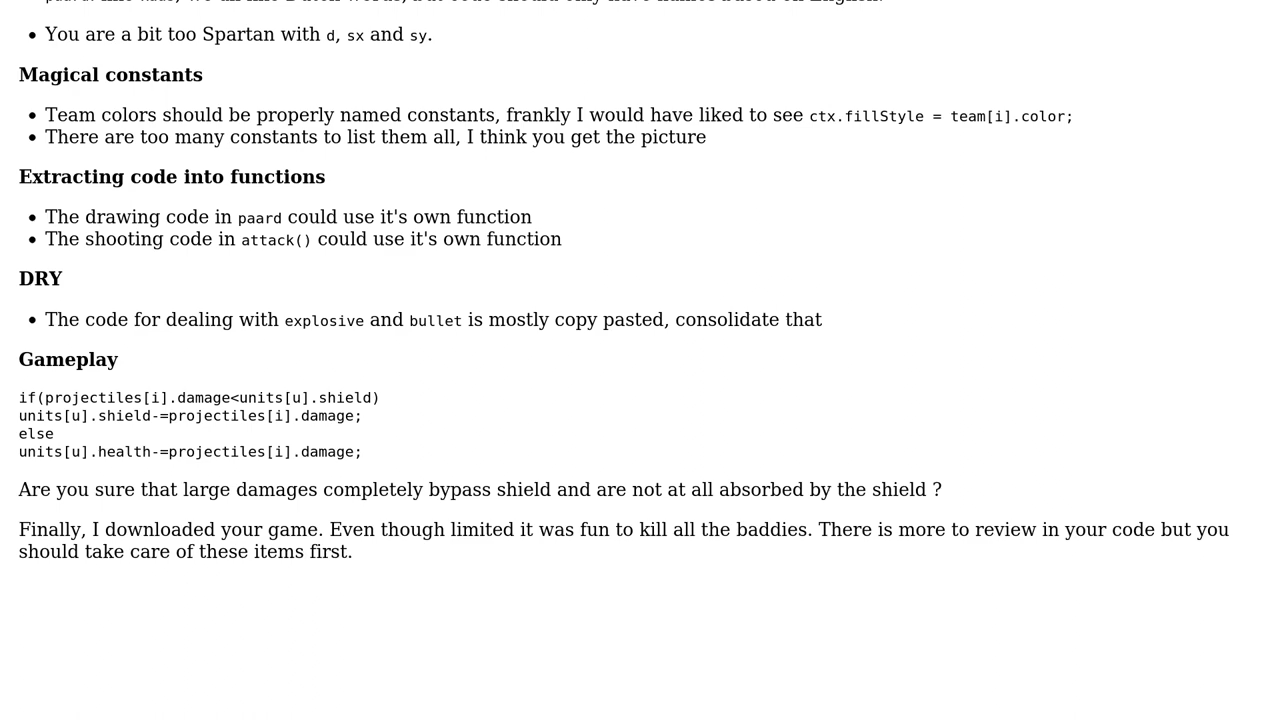 You are a bit too Spartan with d, sx and sy.
Magical constants
Team colors should be properly named constants, frankly I would have liked to see ctx.fillStyle = team[i].color;
There are too many constants to list them all, I think you get the picture
Extracting code into functions
The drawing code in paard could use it's own function
The shooting code in attack() could use it's own function
DRY
The code for dealing with explosive and bullet is mostly copy pasted, consolidate that
Gameplay
if(projectiles[i].damage<units[u].shield)
units[u].shield-=projectiles[i].damage;
else
units[u].health-=projectiles[i].damage;
Are you sure that large damages completely bypass shield and are not at all absorbed by the shield ?
Finally, I downloaded your game. Even though limited it was fun to kill all the baddies. There is more to review in your code but you
should take care of these items first.